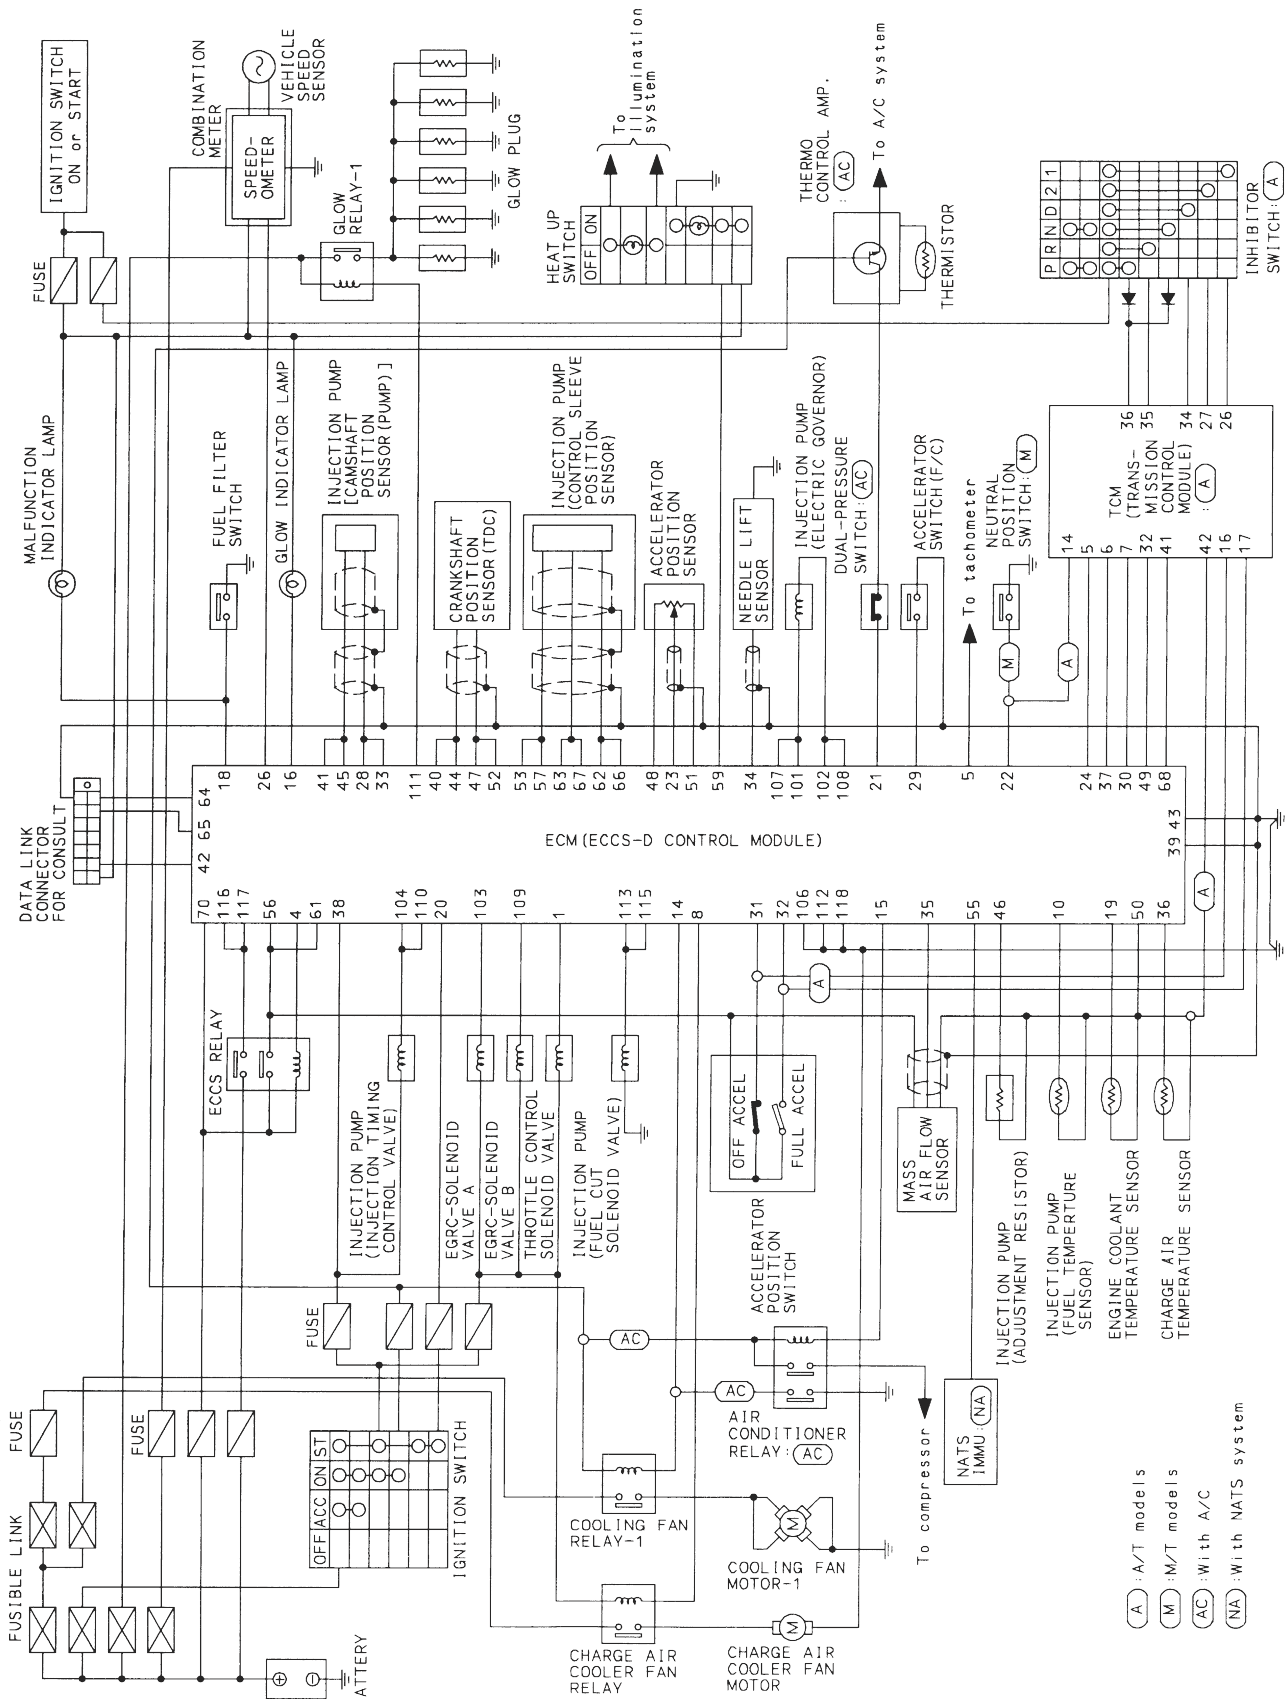 MALFUNCTION
INDICATOR LAMP
FUSE
IGNITION SWITCH
ON or START
COMBINATION
METER
SPEED-
OMETER
VEHICLE
SPEED
SENSOR
FUEL FILTER
SWITCH
GLOW INDICATOR LAMP
GLOW
RELAY-1
GLOW PLUG
INJECTION PUMP
[CAMSHAFT
POSITION
SENSOR(PUMP)]
CRANKSHAFT
POSITION
SENSOR(TDC)
INJECTION PUMP
(CONTROL SLEEVE
POSITION
SENSOR)
HEAT UP
SWITCH
OFF ON
To
illumination
system
ACCELERATOR
POSITION
SENSOR
NEEDLE LIFT
SENSOR
INJECTION PUMP
(ELECTRIC GOVERNOR)
DUAL-PRESSURE
SWITCH:AC
THERMO
CONTROL AMP.
:AC
To A/C system
THERMISTOR
ACCELERATOR
SWITCH(F/C)
To tachometer
NEUTRAL
POSITION
SWITCH:M
M
A
TCM
(TRANS-
MISSION
CONTROL
MODULE)
:A
14
5
6
7
32
41
42
16
17
36
35
34
27
26
P R N D 2 1
INHIBITOR
SWITCH:A
DATA LINK
CONNECTOR
FOR CONSULT
42 65 64
18
26
16
41
45
28
33
111
40
44
47
52
53
57
63
67
62
66
48
23
51
59
34
107
101
102
108
21
29
5
22
24
37
30
49
68
39 43
ECM(ECCS-D CONTROL MODULE)
70
116
117
56
4
61
38
104
110
20
103
109
1
113
115
14
8
31
32
106
112
118
15
35
55
46
10
19
50
36
A
A
ECCS RELAY
INJECTION PUMP
(INJECTION TIMING
CONTROL VALVE)
EGRC-SOLENOID
VALVE A
EGRC-SOLENOID
VALVE B
THROTTLE CONTROL
SOLENOID VALVE
INJECTION PUMP
(FUEL CUT
SOLENOID VALVE)
OFF ACCEL
FULL ACCEL
ACCELERATOR
POSITION
SWITCH
MASS
AIR FLOW
SENSOR
INJECTION PUMP
(ADJUSTMENT RESISTOR)
INJECTION PUMP
(FUEL TEMPERTURE
SENSOR)
ENGINE COOLANT
TEMPERATURE SENSOR
CHARGE AIR
TEMPERATURE SENSOR
FUSE
AC
AC
AIR
CONDITIONER
RELAY:AC
To compressor
NATS
IMMU:NA
FUSIBLE LINK
FUSE
FUSE
OFF ACC ON ST
IGNITION SWITCH
COOLING FAN
RELAY-1
M
COOLING FAN
MOTOR-1
CHARGE AIR
COOLER FAN
RELAY
M
CHARGE AIR
COOLER FAN
MOTOR
ATTERY
A :A/T models
M :M/T models
AC :With A/C
NA :With NATS system